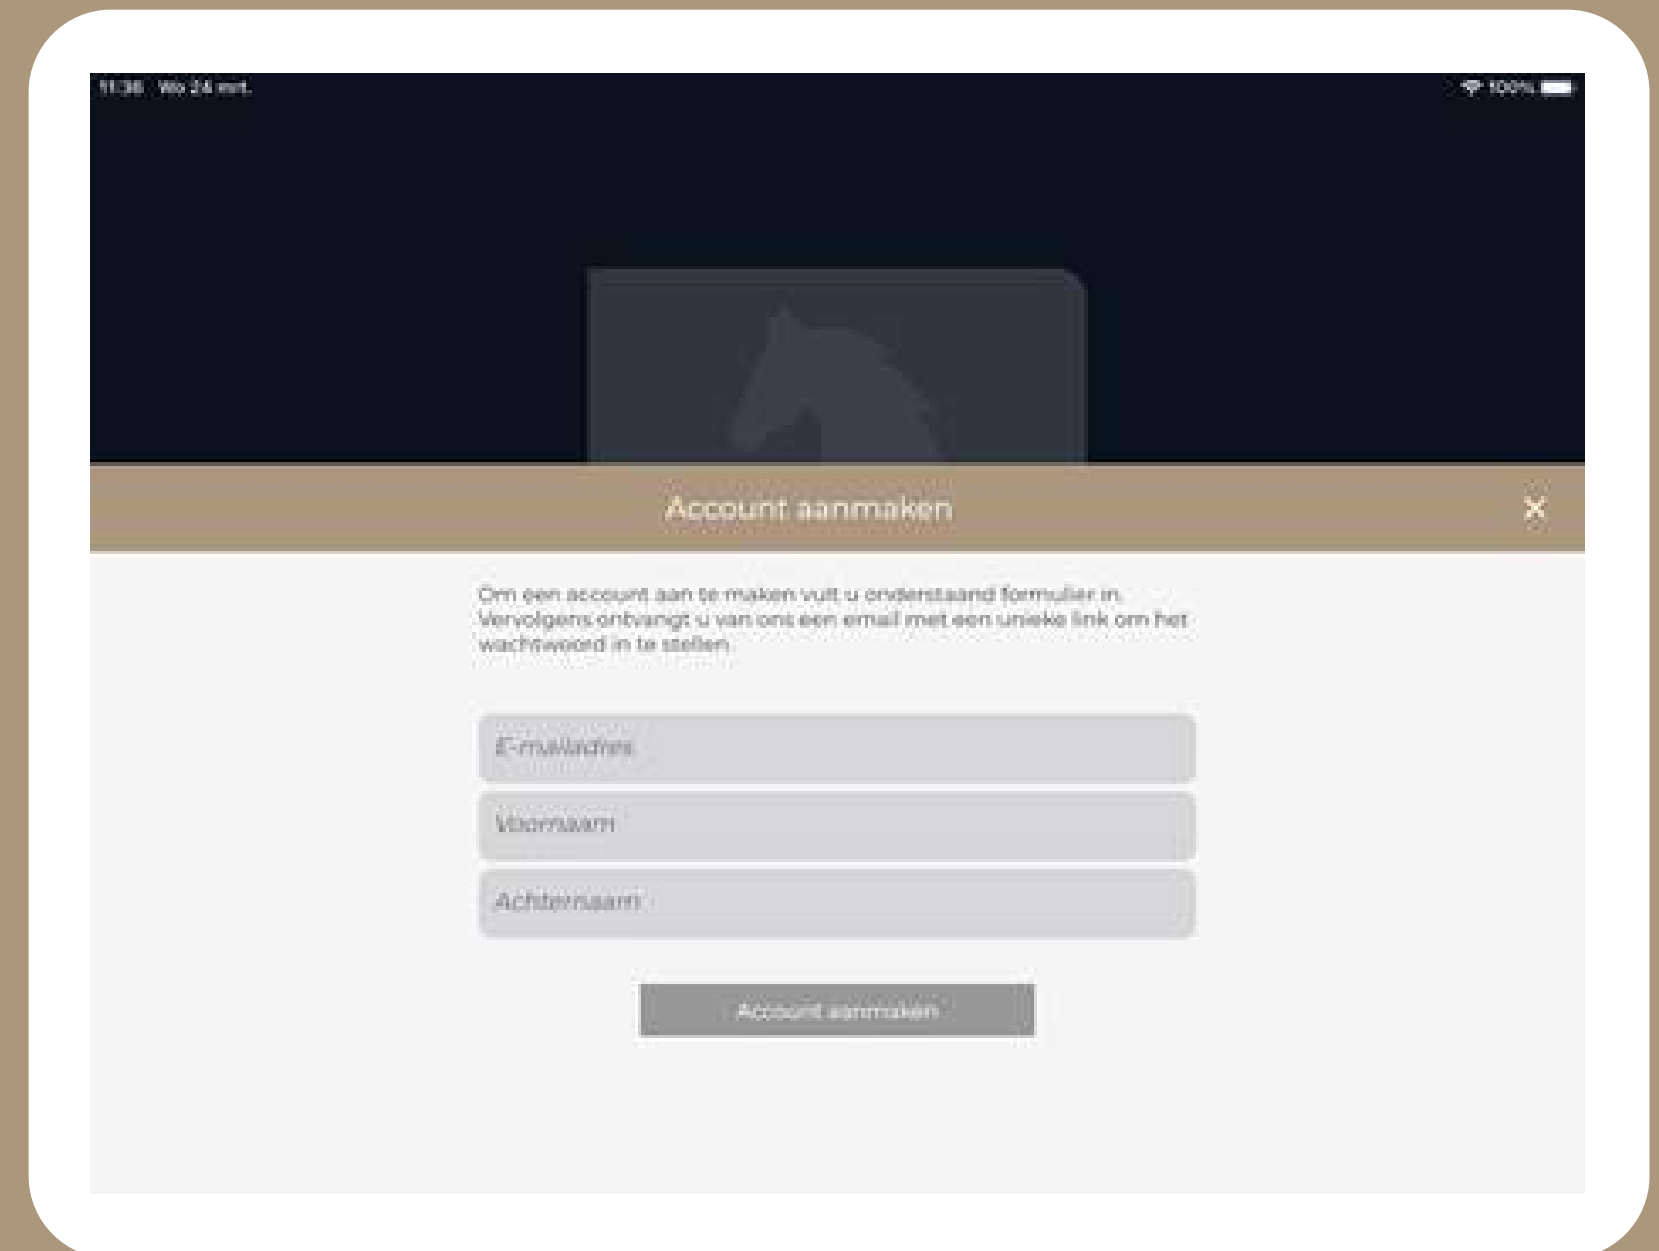 11:36 Wo 24 mrt.
100%
Account aanmaken
Om een account aan te maken vult u onderstaand formulier in.
Vervolgens ontvangt u van ons een email met een unieke link om het
wachtwoord in te stellen.
E-mailadres
Voornaam
Achternaam
Account aanmaken